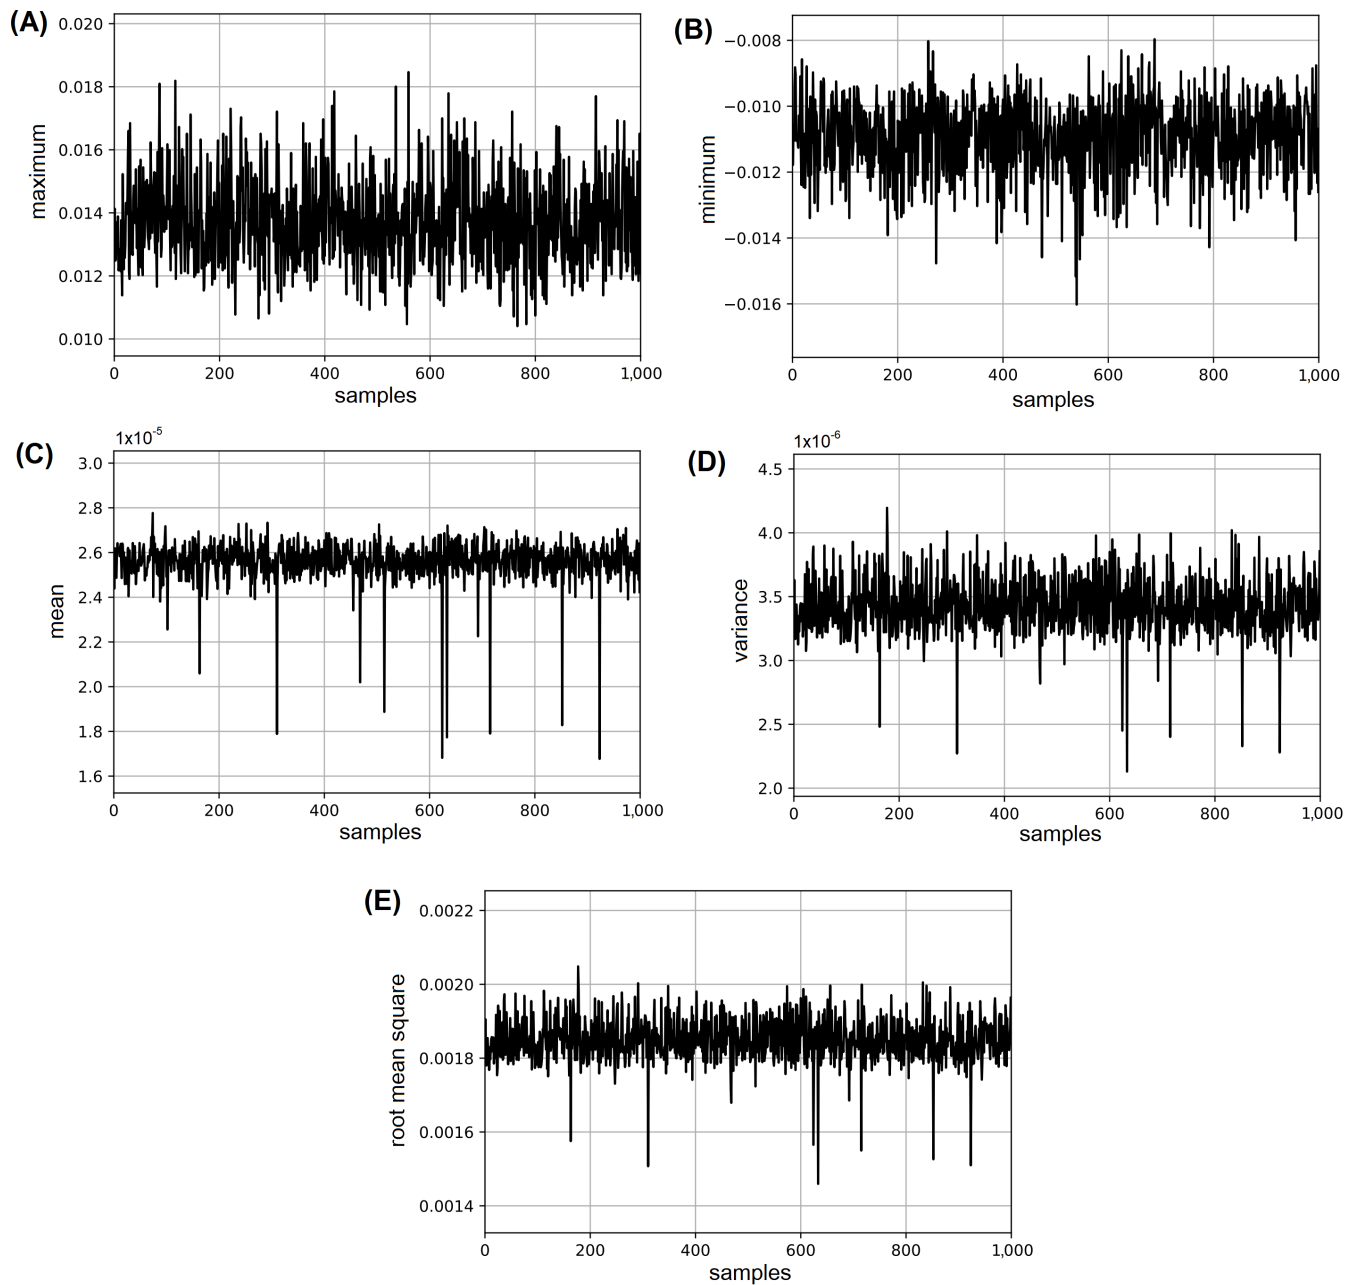 (A)
maximum
0.020
0.018
0.016
0.014
0.012
0.010
0 200 400 600 800 1,000
samples
(B)
minimum
−0.008
−0.010
−0.012
−0.014
−0.016
0 200 400 600 800 1,000
samples
(C)
1x10-5
mean
3.0
2.8
2.6
2.4
2.2
2.0
1.8
1.6
0 200 400 600 800 1,000
samples
(D)
1x10-6
variance
4.5
4.0
3.5
3.0
2.5
2.0
0 200 400 600 800 1,000
samples
(E)
root mean square
0.0022
0.0020
0.0018
0.0016
0.0014
0 200 400 600 800 1,000
samples